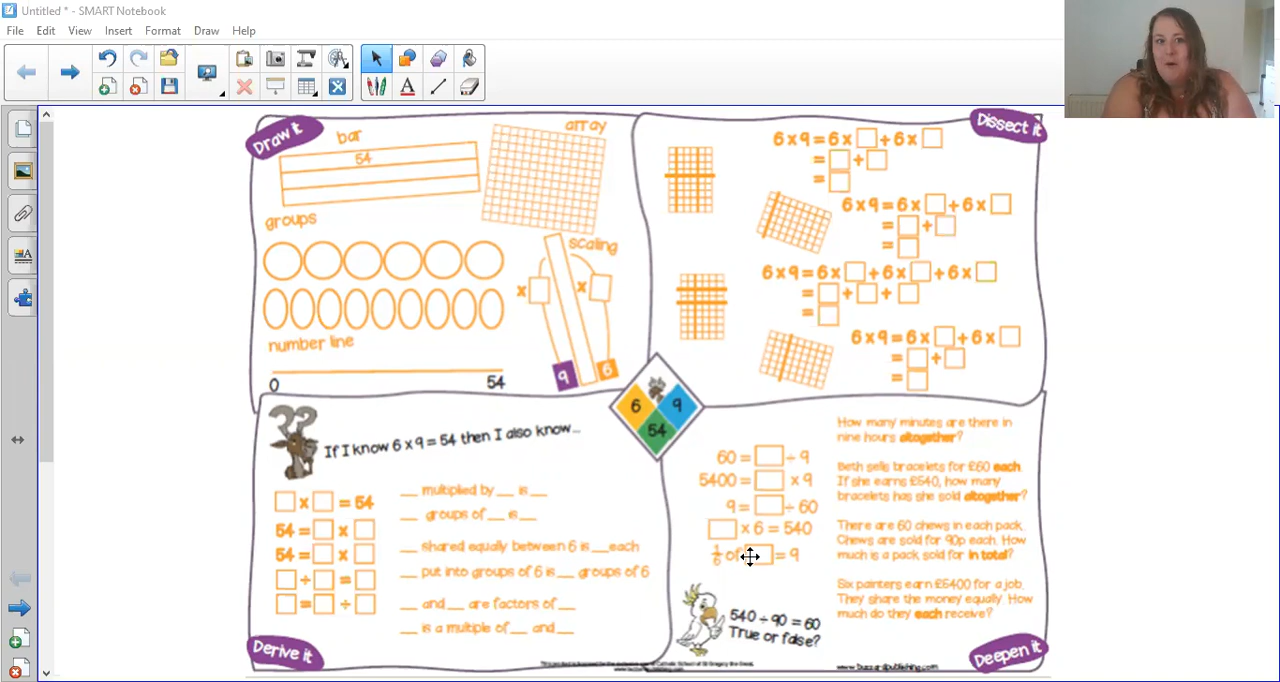 Untitled * - SMART Notebook
File Edit View Insert Format Draw Help
Draw it
bar
54
array
groups
scaling
x □ x □
number line
0 54
9 6
Dissect it
6 x 9 = 6 x □ + 6 x □
= □ + □
= □
6 x 9 = 6 x □ + 6 x □
= □ + □
= □
6 x 9 = 6 x □ + 6 x □ + 6 x □
= □ + □ + □
= □
6 x 9 = 6 x □ + 6 x □
= □ + □
= □
6 9
54
??
If I know 6 x 9 = 54 then I also know...
□ x □ = 54
54 = □ x □
54 = □ x □
□ ÷ □ = □
□ = □ ÷ □
__ multiplied by __ is __
__ groups of __ is __
__ shared equally between 6 is __ each
__ put into groups of 6 is __ groups of 6
__ and __ are factors of __
__ is a multiple of __ and __
Derive it
60 = □ ÷ 9
5400 = □ x 9
9 = □ ÷ 60
□ x 6 = 540
1/6 of □ = 9
540 ÷ 90 = 60
True or false?
How many minutes are there in
nine hours altogether?
Beth sells bracelets for £60 each.
If she earns £540, how many
bracelets has she sold altogether?
There are 60 chews in each pack.
Chews are sold for 90p each. How
much is a pack sold for in total?
Six painters earn £5400 for a job.
They share the money equally. How
much do they each receive?
Deepen it
www.buzzardpublishing.com